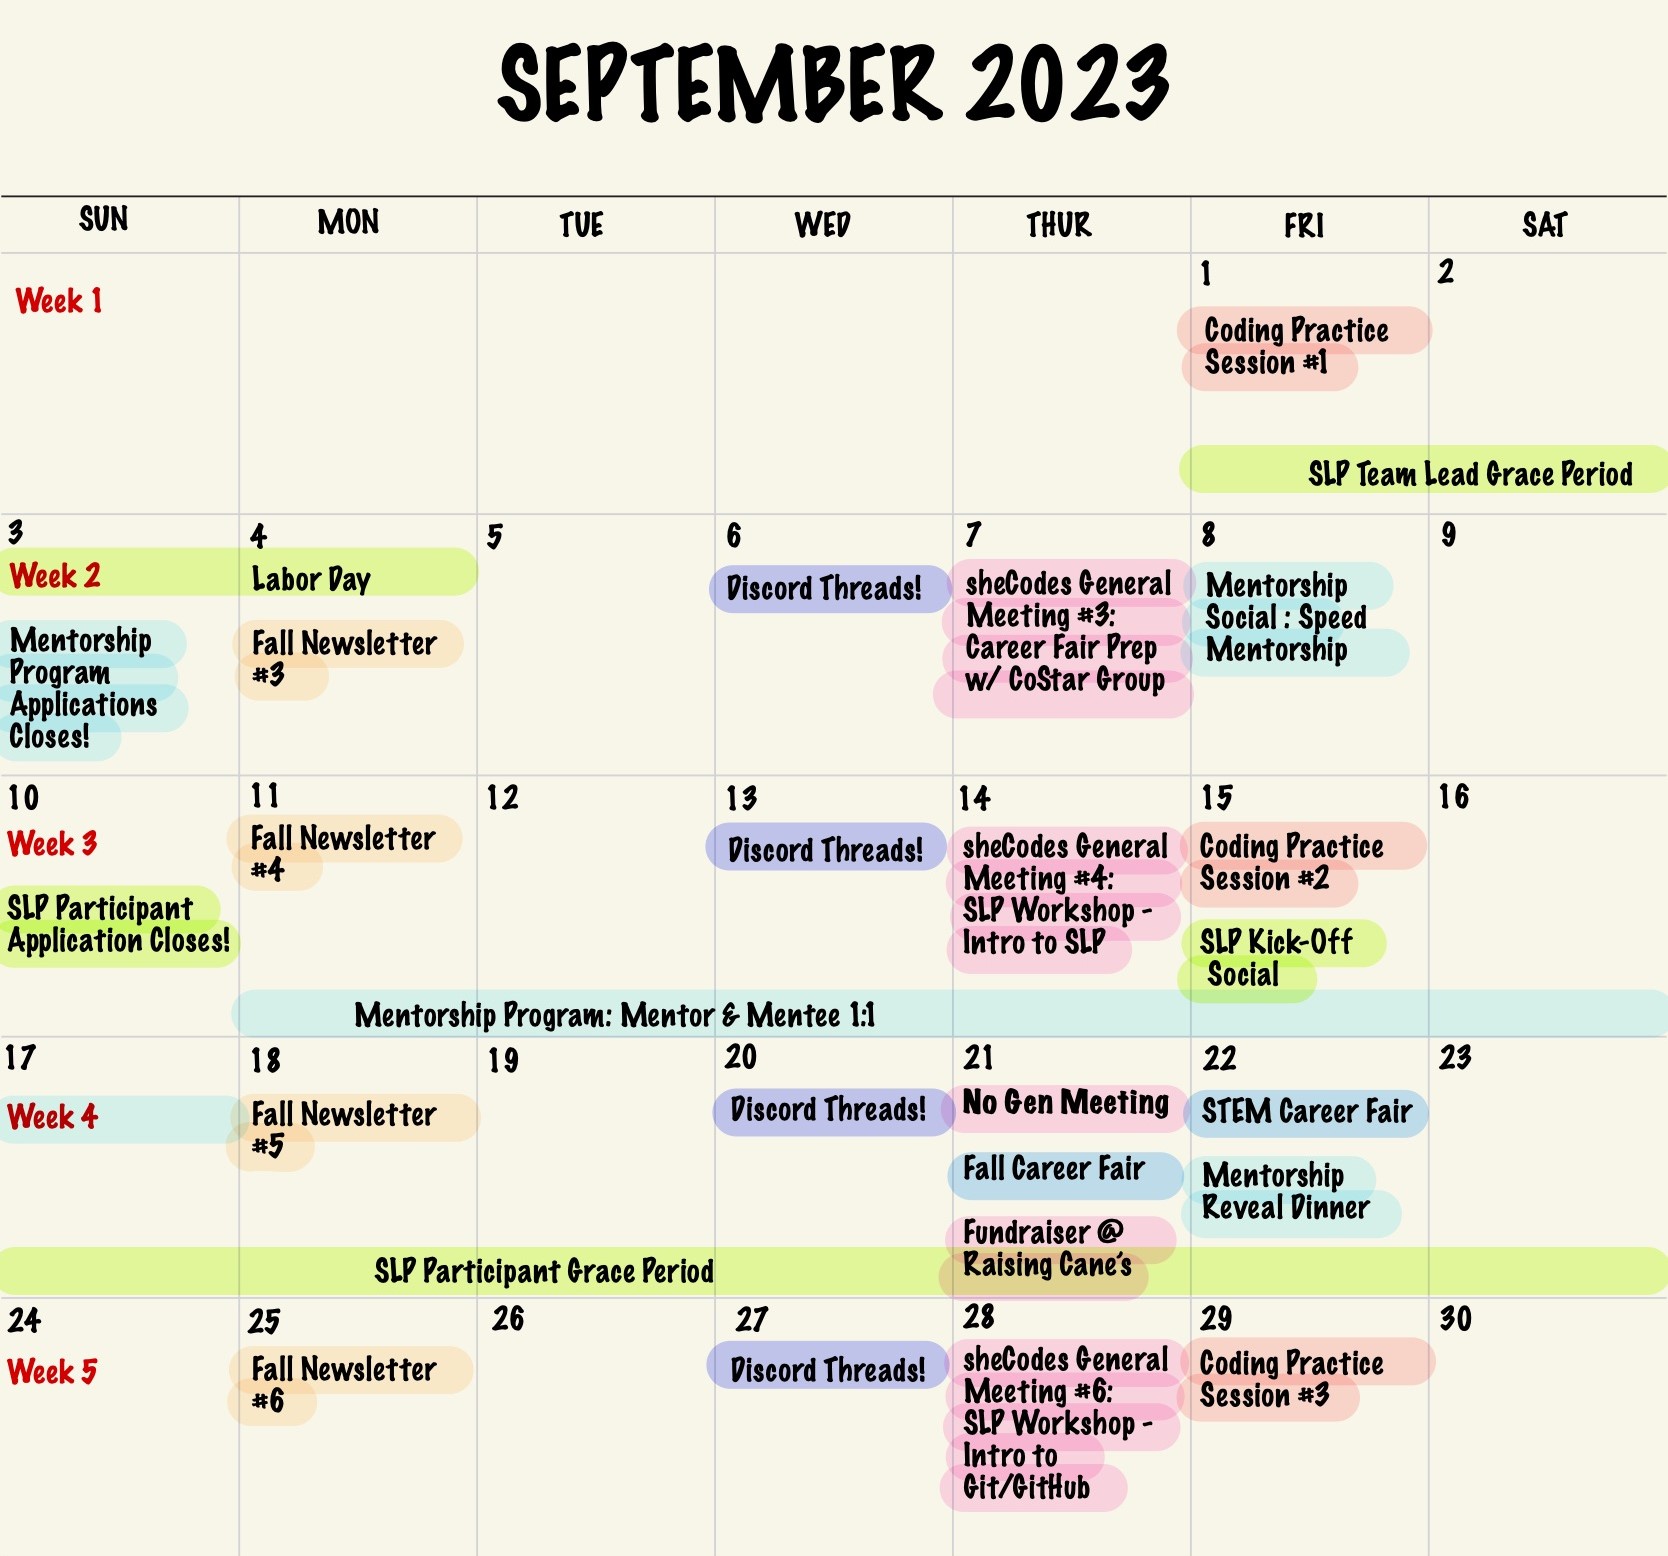 SEPTEMBER 2023
SUN
MON
TUE
WED
THUR
FRI
SAT
Week 1
1
Coding Practice
Session #1
2
SLP Team Lead Grace Period
3
Week 2
Mentorship
Program
Applications
Closes!
4
Labor Day
Fall Newsletter
#3
5
6
Discord Threads!
7
sheCodes General
Meeting #3:
Career Fair Prep
w/ CoStar Group
8
Mentorship
Social : Speed
Mentorship
9
10
Week 3
SLP Participant
Application Closes!
11
Fall Newsletter
#4
12
13
Discord Threads!
14
sheCodes General
Meeting #4:
SLP Workshop -
Intro to SLP
15
Coding Practice
Session #2
SLP Kick-Off
Social
16
Mentorship Program: Mentor & Mentee 1:1
17
Week 4
18
Fall Newsletter
#5
19
20
Discord Threads!
21
No Gen Meeting
Fall Career Fair
Fundraiser @
Raising Cane's
22
STEM Career Fair
Mentorship
Reveal Dinner
23
SLP Participant Grace Period
24
Week 5
25
Fall Newsletter
#6
26
27
Discord Threads!
28
sheCodes General
Meeting #6:
SLP Workshop -
Intro to
Git/GitHub
29
Coding Practice
Session #3
30